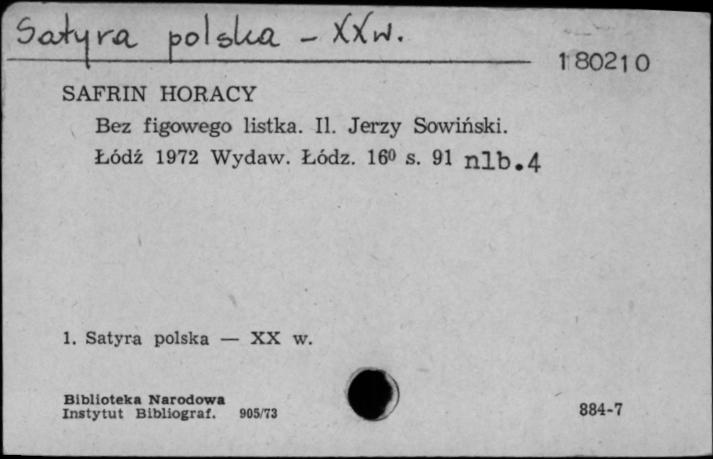 Satyra polska - XXw.
180210
SAFRIN HORACY
Bez figowego listka. Il. Jerzy Sowiński.
Łódź 1972 Wydaw. Łódz. 16⁰ s. 91 nlb.4
1. Satyra polska — XX w.
Biblioteka Narodowa
Instytut Bibliograf. 905/73
884-7